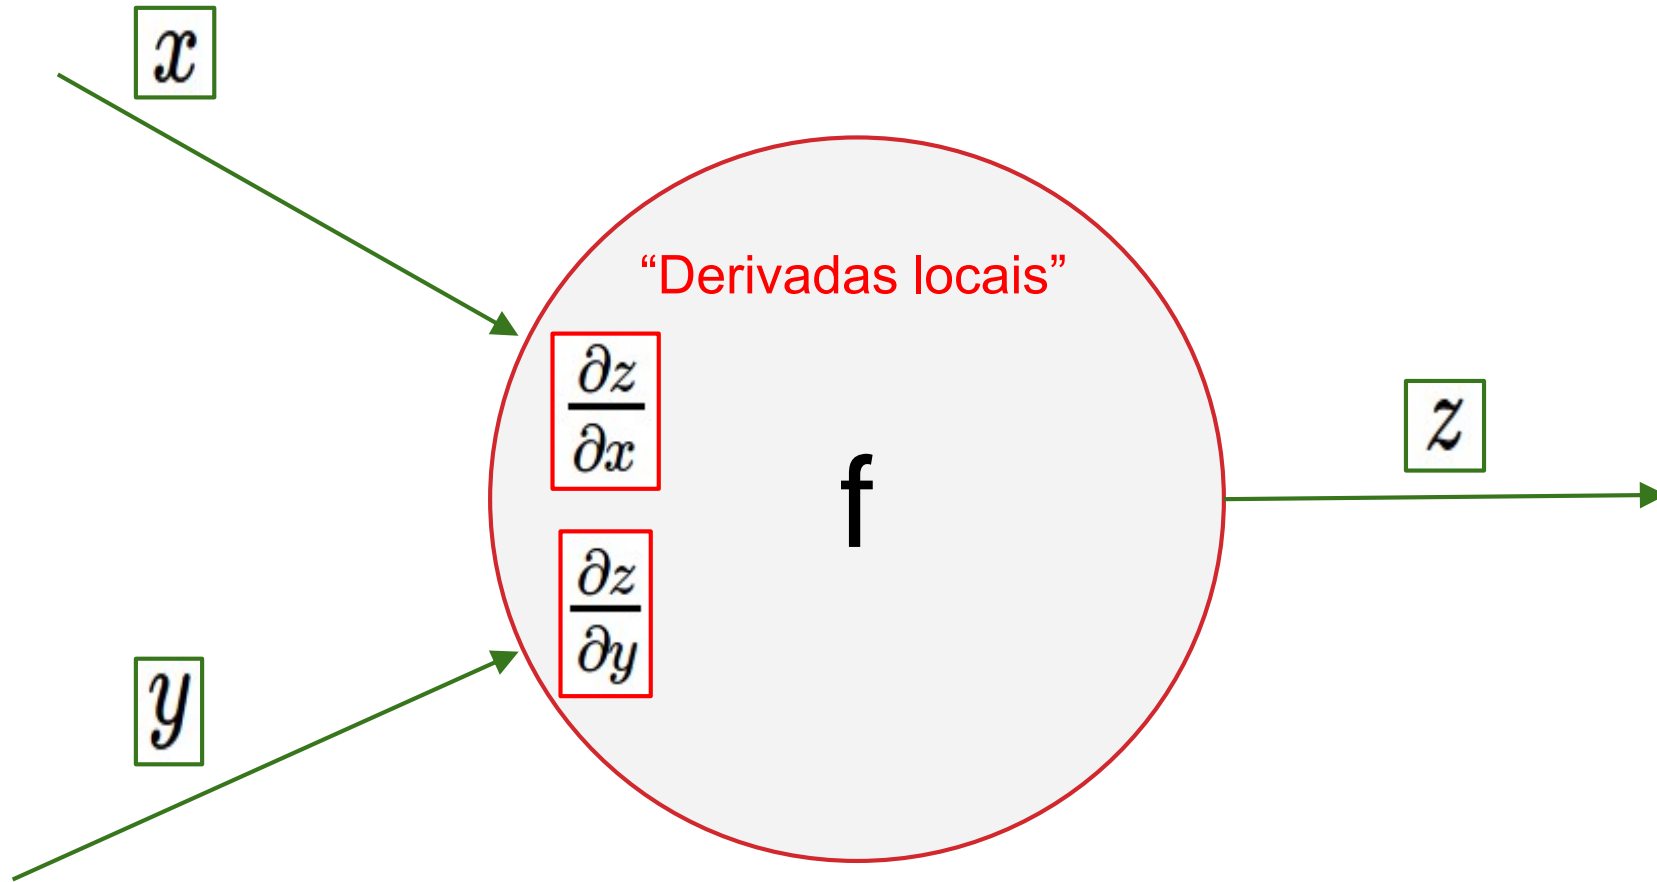 x
“Derivadas locais”
∂z
∂x
z
f
∂z
∂y
y